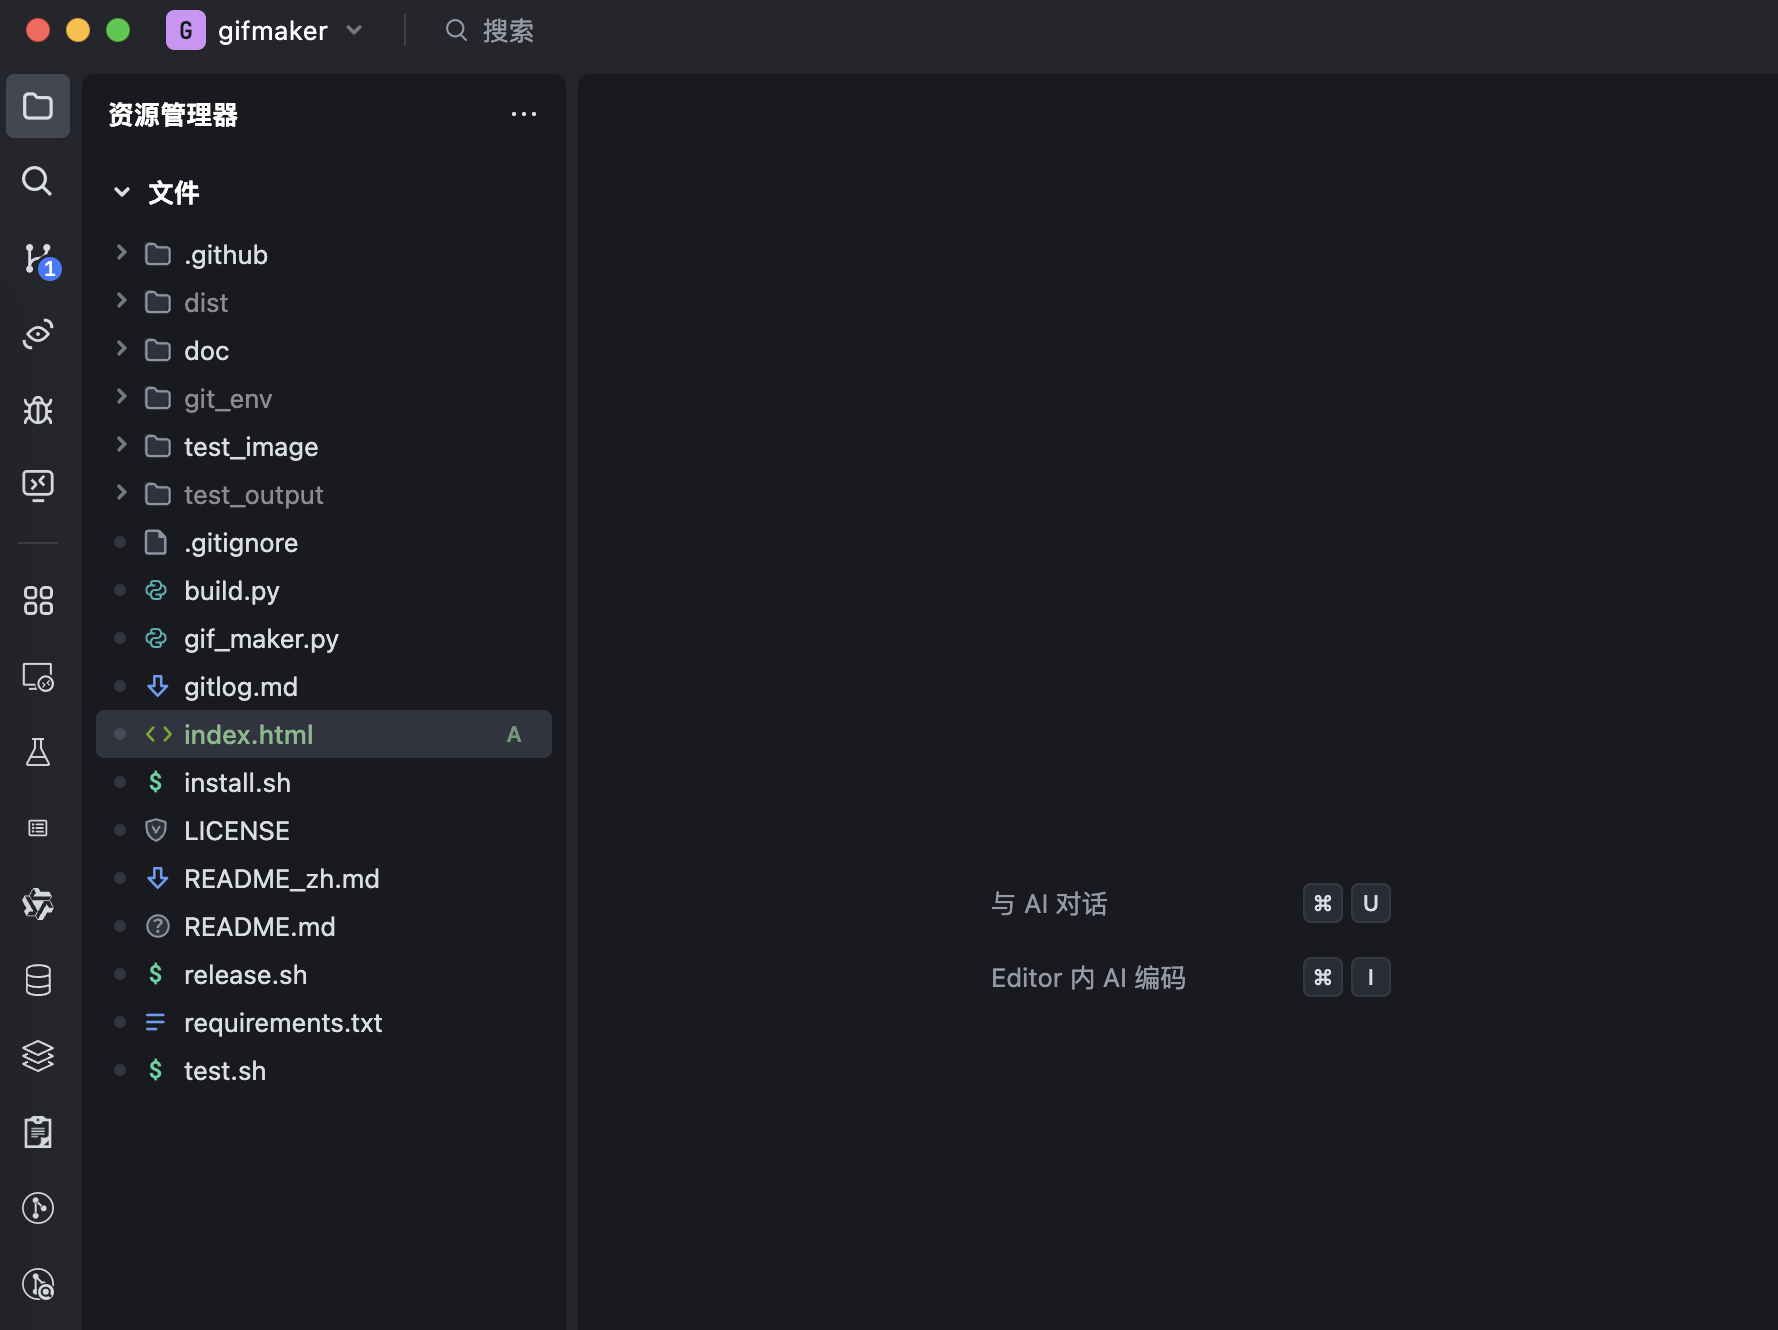 G gifmaker 搜索
资源管理器 ···
文件
.github
1
dist
doc
git_env
test_image
test_output
.gitignore
build.py
gif_maker.py
gitlog.md
index.html A
install.sh
LICENSE
README_zh.md
README.md
release.sh
requirements.txt
test.sh
与 AI 对话 ⌘ U
Editor 内 AI 编码 ⌘ I